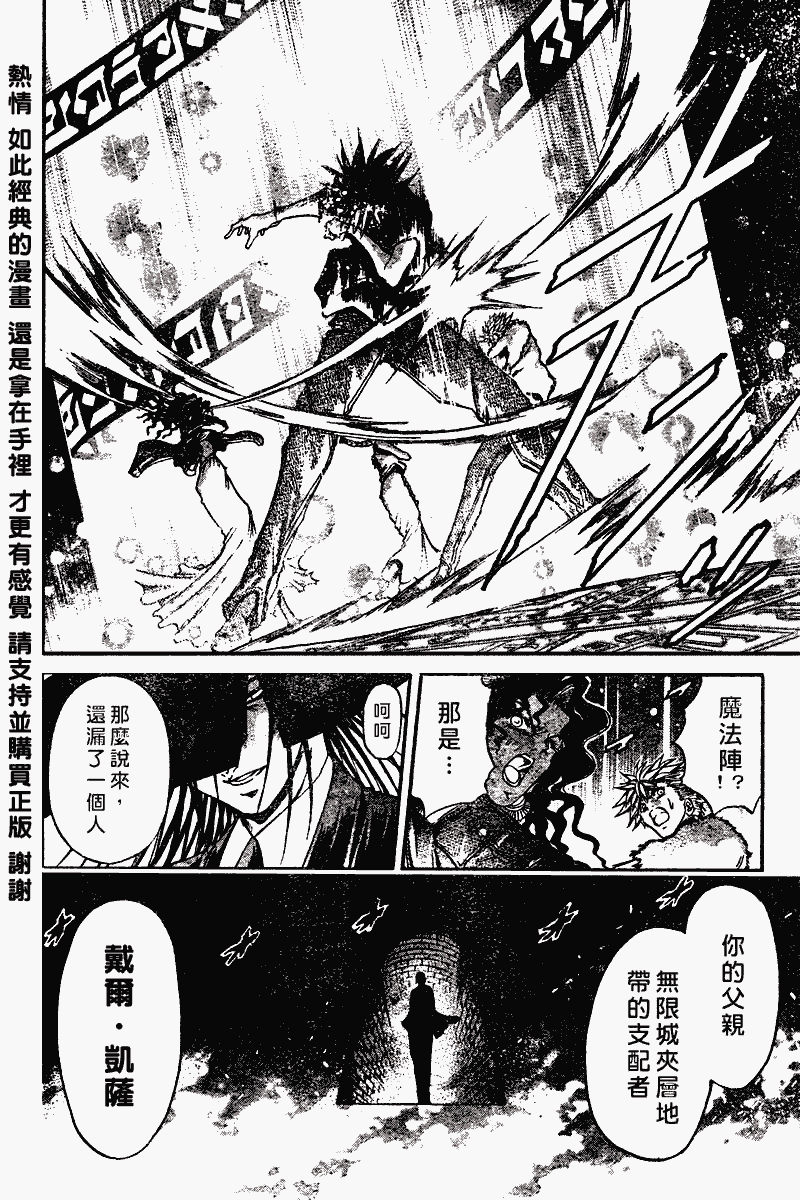 熱情 如此經典的漫畫 還是拿在手裡 才更有感覺 請支持並購買正版 謝謝
魔法陣!?
那是…
呵呵
那麼說來，
還漏了一個人
你的父親
無限城夾層地
帶的支配者
戴爾．凱薩